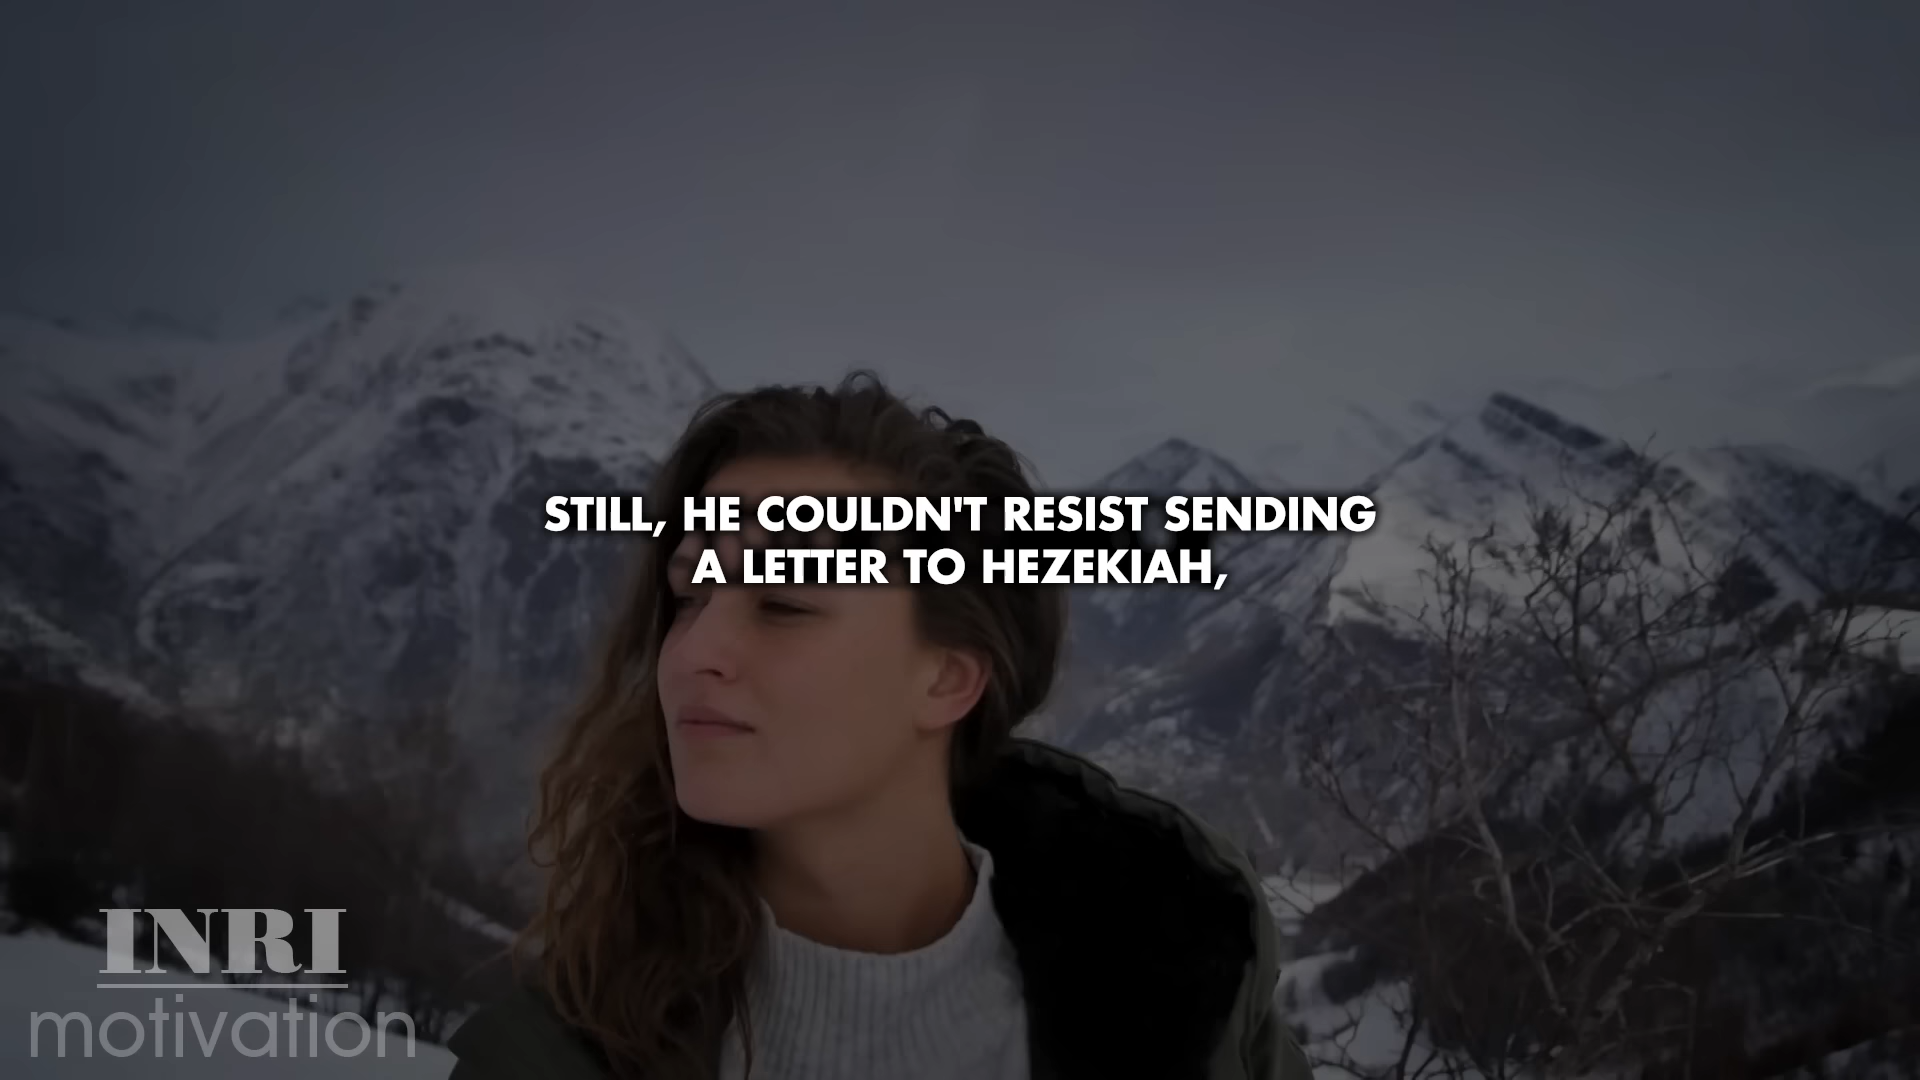 STILL, HE COULDN'T RESIST SENDING
A LETTER TO HEZEKIAH,
INRI
motivation